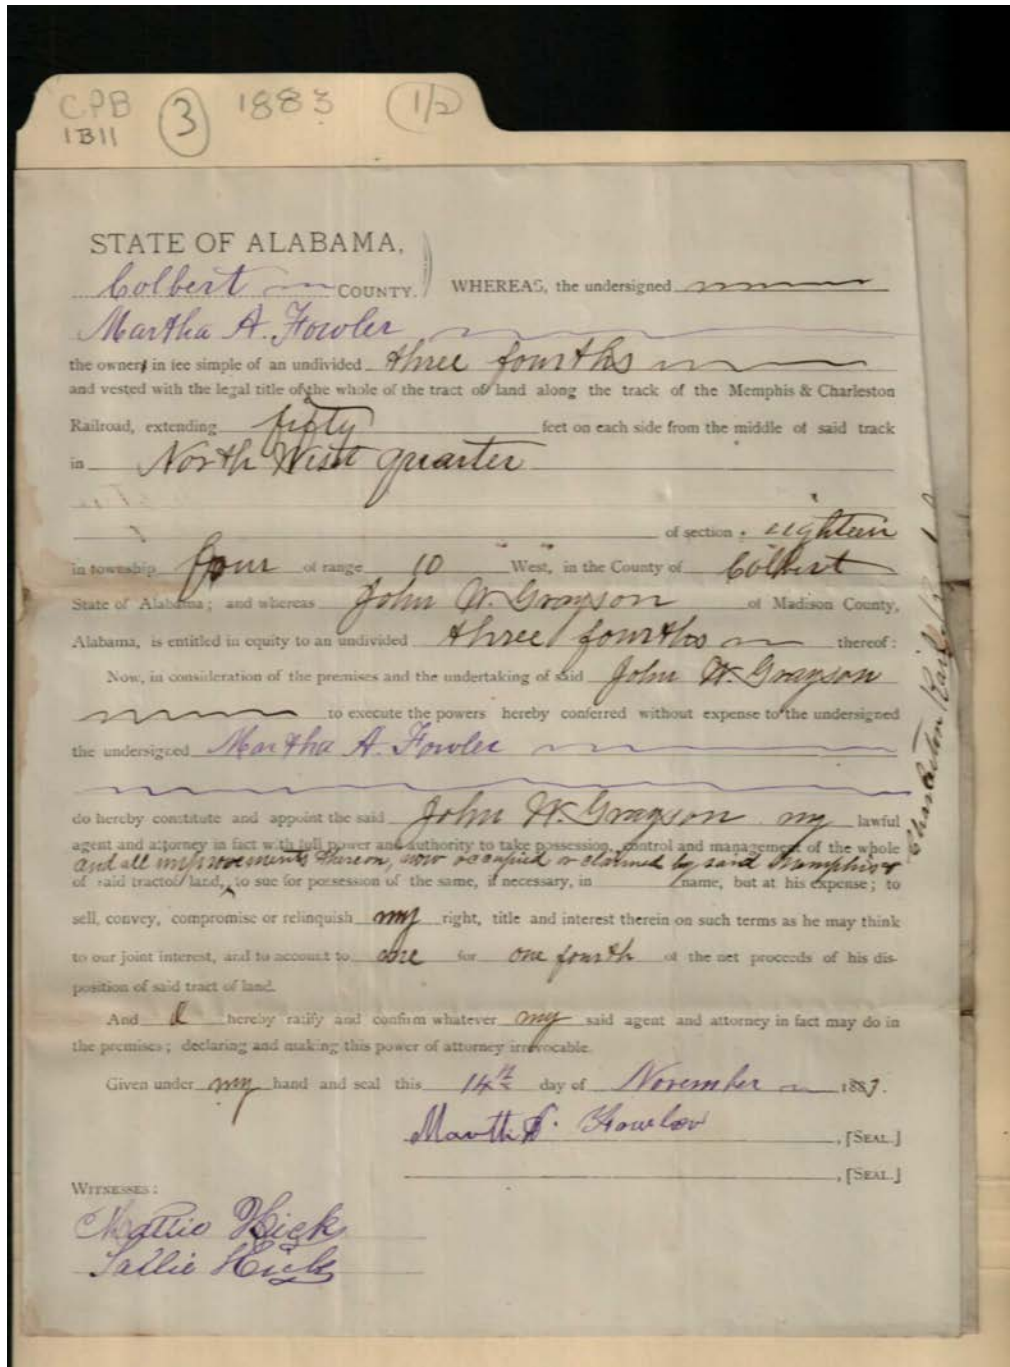 CPB 3 1883 1/2
1B11
STATE OF ALABAMA,
Colbert COUNTY. } WHEREAS, the undersigned
Martha A. Fowler
the owner in fee simple of an undivided three fourths
and vested with the legal title of the whole of the tract of land along the track of the Memphis & Charleston
Railroad, extending fifty feet on each side from the middle of said track
in North West quarter
of section eighteen
in township four of range 10 West, in the County of Colbert
State of Alabama; and whereas John W. Grayson of Madison County,
Alabama, is entitled in equity to an undivided three fourths thereof:
Now, in consideration of the premises and the undertaking of said John W. Grayson
to execute the powers hereby conferred without expense to the undersigned
the undersigned Martha A. Fowler
do hereby constitute and appoint the said John W. Grayson my lawful
agent and attorney in fact with full power and authority to take possession, control and management of the whole
and all improvements thereon, now occupied or claimed by said Memphis &
Charleston
of said tract of land, to sue for possession of the same, if necessary, in name, but at his expense; to
sell, convey, compromise or relinquish my right, title and interest therein on such terms as he may think
to our joint interest, and to account to me for one fourth of the net proceeds of his dis-
position of said tract of land.
And I hereby ratify and confirm whatever my said agent and attorney in fact may do in
the premises; declaring and making this power of attorney irrevocable.
Given under my hand and seal this 14th day of November 1883.
, [SEAL.]
, [SEAL.]
WITNESSES:
Mattie Hick
Sallie Hick